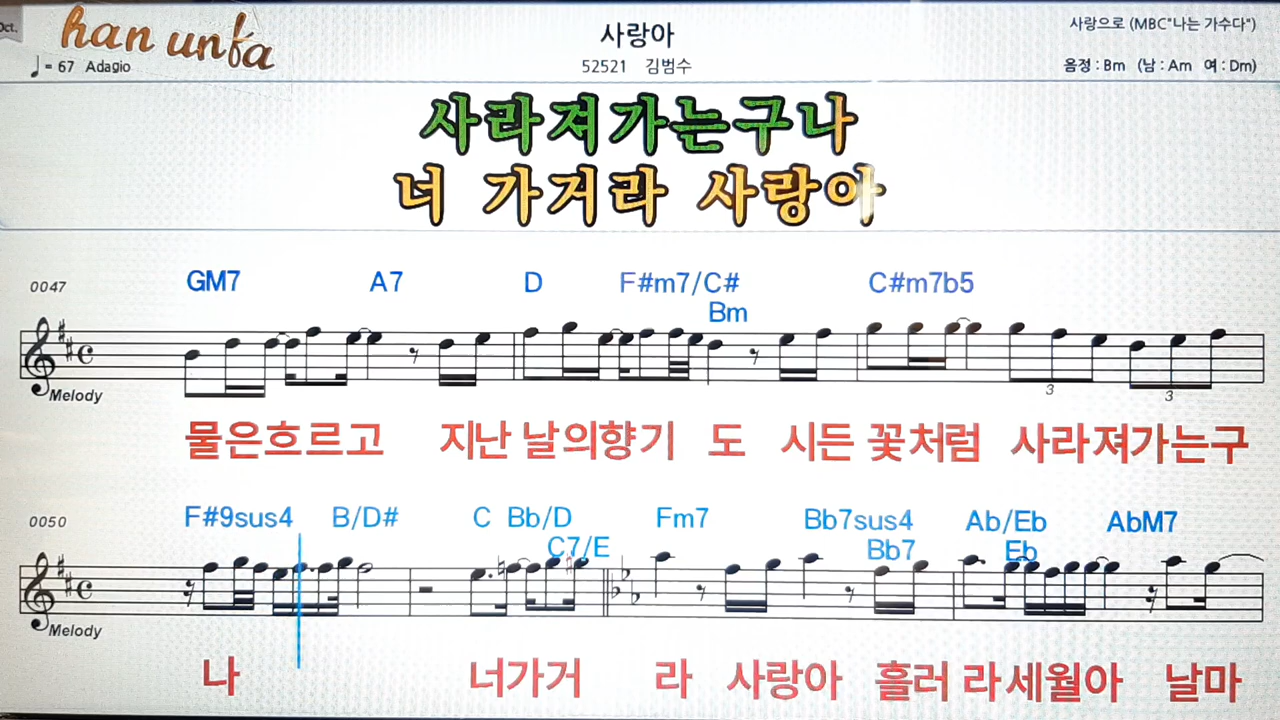 Oct.
han unfa
♩= 67 Adagio
사랑아
52521 김범수
사랑으로 (MBC"나는 가수다")
음정 : Bm (남 : Am 여 : Dm)
사라져가는구나
너 가거라 사랑아
0047
GM7 A7 D F#m7/C# C#m7b5
Bm
3 3
Melody
물은흐르고 지난 날의향기 도 시든 꽃처럼 사라져가는구
0050
F#9sus4 B/D# C Bb/D Fm7 Bb7sus4 Ab/Eb AbM7
C7/E Bb7 Eb
Melody
나 너가거 라 사랑아 흘러 라세월아 날마